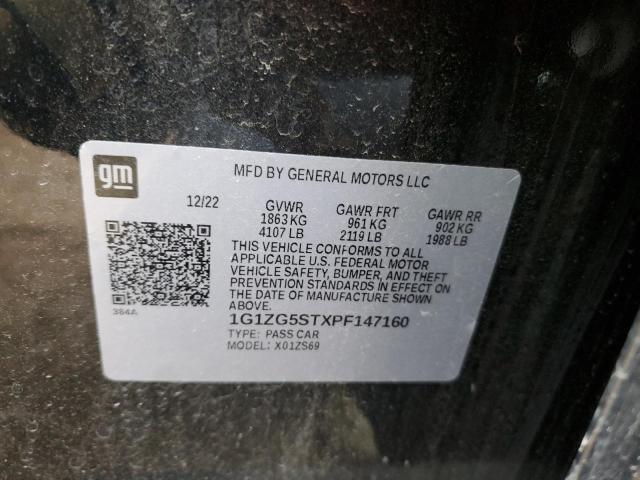 gm
MFD BY GENERAL MOTORS LLC
12/22 GVWR GAWR FRT GAWR RR
1863 KG 961 KG 902 KG
4107 LB 2119 LB 1988 LB
THIS VEHICLE CONFORMS TO ALL
APPLICABLE U.S. FEDERAL MOTOR
VEHICLE SAFETY, BUMPER, AND THEFT
PREVENTION STANDARDS IN EFFECT ON
THE DATE OF MANUFACTURE SHOWN
ABOVE.
384A
1G1ZG5STXPF147160
TYPE: PASS CAR
MODEL: X01ZS69